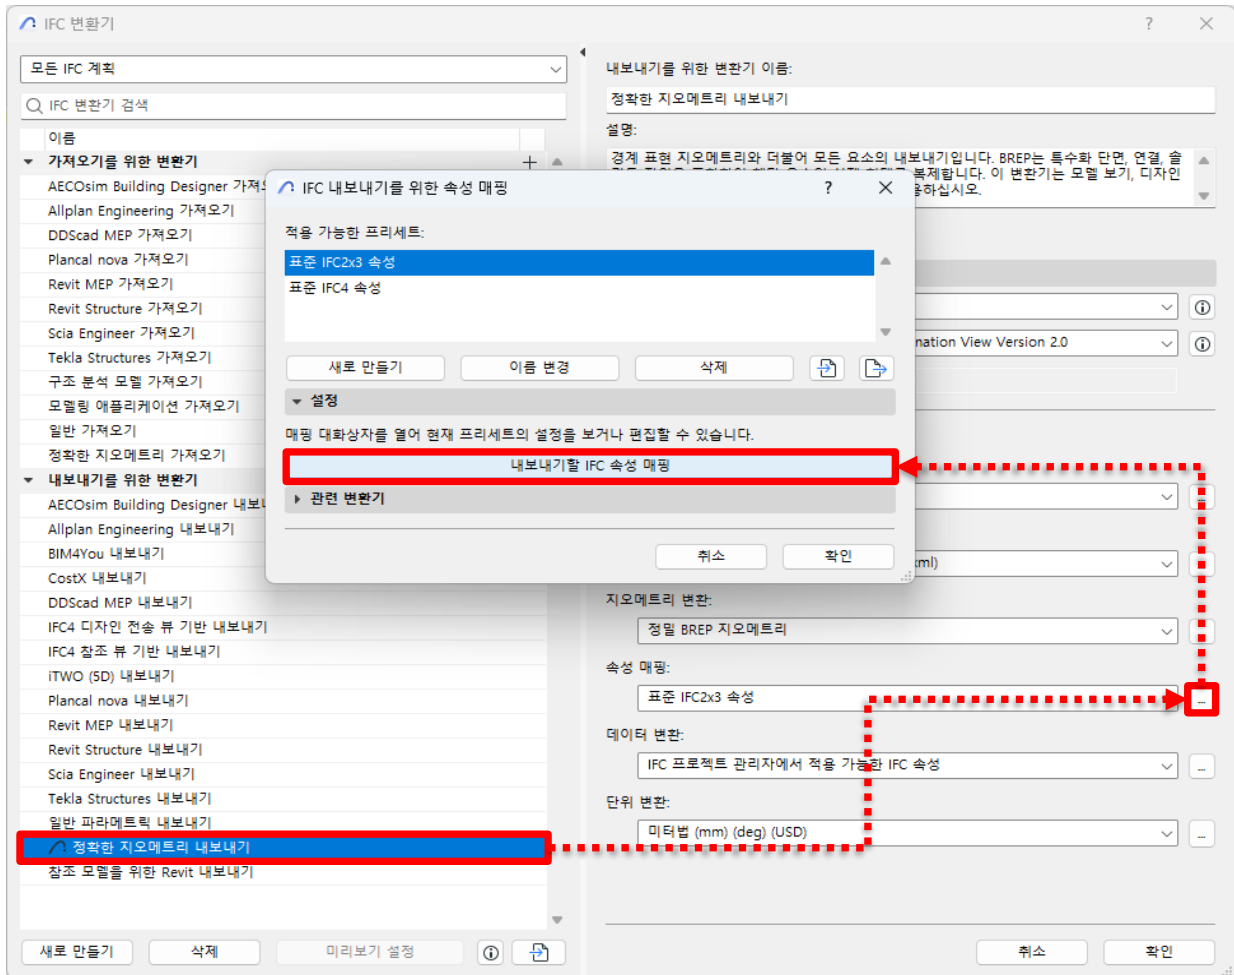 IFC 변환기
모든 IFC 계획
IFC 변환기 검색
이름
가져오기를 위한 변환기
AECOsim Building Designer 가져오
Allplan Engineering 가져오기
DDScad MEP 가져오기
Plancal nova 가져오기
Revit MEP 가져오기
Revit Structure 가져오기
Scia Engineer 가져오기
Tekla Structures 가져오기
구조 분석 모델 가져오기
모델링 애플리케이션 가져오기
일반 가져오기
정확한 지오메트리 가져오기
내보내기를 위한 변환기
AECOsim Building Designer 내보내
Allplan Engineering 내보내기
BIM4You 내보내기
CostX 내보내기
DDScad MEP 내보내기
IFC4 디자인 전송 뷰 기반 내보내기
IFC4 참조 뷰 기반 내보내기
iTWO (5D) 내보내기
Plancal nova 내보내기
Revit MEP 내보내기
Revit Structure 내보내기
Scia Engineer 내보내기
Tekla Structures 내보내기
일반 파라메트릭 내보내기
정확한 지오메트리 내보내기
참조 모델을 위한 Revit 내보내기
새로 만들기
삭제
미리보기 설정
IFC 내보내기를 위한 속성 매핑
적용 가능한 프리세트:
표준 IFC2x3 속성
표준 IFC4 속성
새로 만들기
이름 변경
삭제
설정
매핑 대화상자를 열어 현재 프리세트의 설정을 보거나 편집할 수 있습니다.
내보내기할 IFC 속성 매핑
관련 변환기
취소
확인
내보내기를 위한 변환기 이름:
정확한 지오메트리 내보내기
설명:
경계 표현 지오메트리와 더불어 모든 요소의 내보내기입니다. BREP는 특수화 단면, 연결, 솔
복제합니다. 이 변환기는 모델 보기, 디자인
용하십시오.
nation View Version 2.0
xml)
지오메트리 변환:
정밀 BREP 지오메트리
...
속성 매핑:
표준 IFC2x3 속성
...
데이터 변환:
IFC 프로젝트 관리자에서 적용 가능한 IFC 속성
...
단위 변환:
미터법 (mm) (deg) (USD)
...
취소
확인